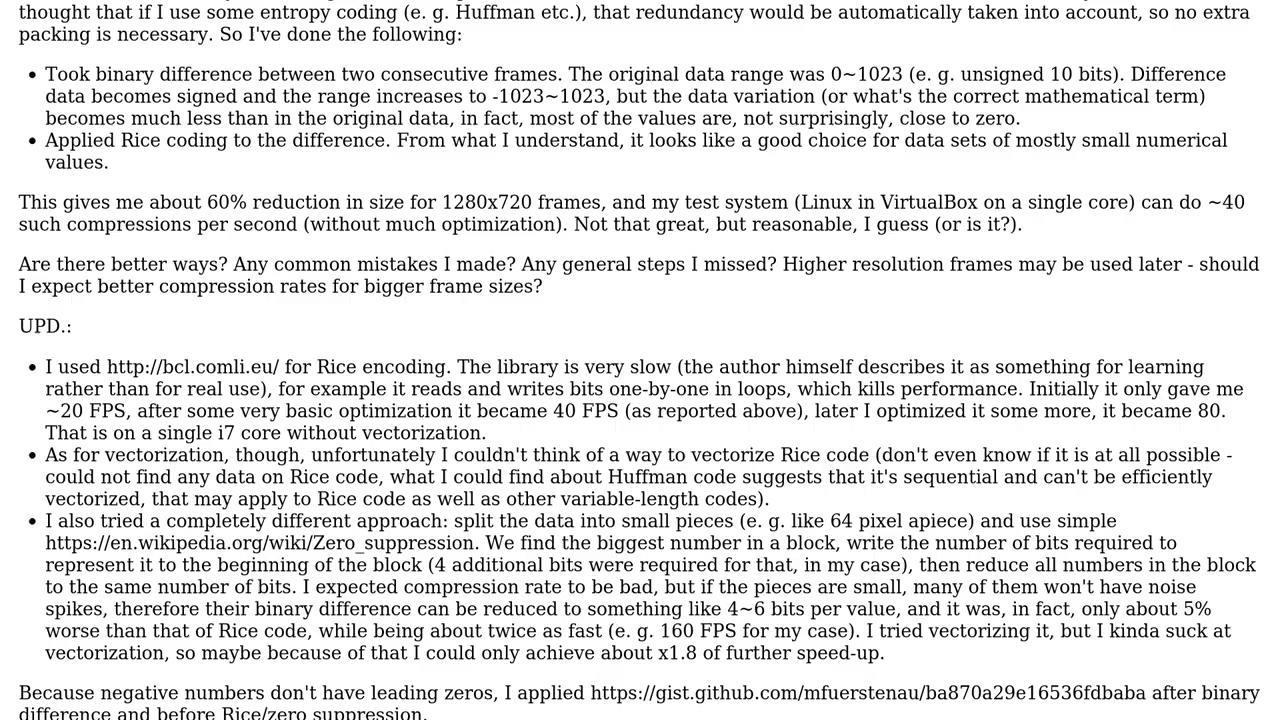 thought that if I use some entropy coding (e. g. Huffman etc.), that redundancy would be automatically taken into account, so no extra
packing is necessary. So I've done the following:
• Took binary difference between two consecutive frames. The original data range was 0~1023 (e. g. unsigned 10 bits). Difference
data becomes signed and the range increases to -1023~1023, but the data variation (or what's the correct mathematical term)
becomes much less than in the original data, in fact, most of the values are, not surprisingly, close to zero.
• Applied Rice coding to the difference. From what I understand, it looks like a good choice for data sets of mostly small numerical
values.
This gives me about 60% reduction in size for 1280x720 frames, and my test system (Linux in VirtualBox on a single core) can do ~40
such compressions per second (without much optimization). Not that great, but reasonable, I guess (or is it?).
Are there better ways? Any common mistakes I made? Any general steps I missed? Higher resolution frames may be used later - should
I expect better compression rates for bigger frame sizes?
UPD.:
• I used http://bcl.comli.eu/ for Rice encoding. The library is very slow (the author himself describes it as something for learning
rather than for real use), for example it reads and writes bits one-by-one in loops, which kills performance. Initially it only gave me
~20 FPS, after some very basic optimization it became 40 FPS (as reported above), later I optimized it some more, it became 80.
That is on a single i7 core without vectorization.
• As for vectorization, though, unfortunately I couldn't think of a way to vectorize Rice code (don't even know if it is at all possible -
could not find any data on Rice code, what I could find about Huffman code suggests that it's sequential and can't be efficiently
vectorized, that may apply to Rice code as well as other variable-length codes).
• I also tried a completely different approach: split the data into small pieces (e. g. like 64 pixel apiece) and use simple
https://en.wikipedia.org/wiki/Zero_suppression. We find the biggest number in a block, write the number of bits required to
represent it to the beginning of the block (4 additional bits were required for that, in my case), then reduce all numbers in the block
to the same number of bits. I expected compression rate to be bad, but if the pieces are small, many of them won't have noise
spikes, therefore their binary difference can be reduced to something like 4~6 bits per value, and it was, in fact, only about 5%
worse than that of Rice code, while being about twice as fast (e. g. 160 FPS for my case). I tried vectorizing it, but I kinda suck at
vectorization, so maybe because of that I could only achieve about x1.8 of further speed-up.
Because negative numbers don't have leading zeros, I applied https://gist.github.com/mfuerstenau/ba870a29e16536fdbaba after binary
difference and before Rice/zero suppression.